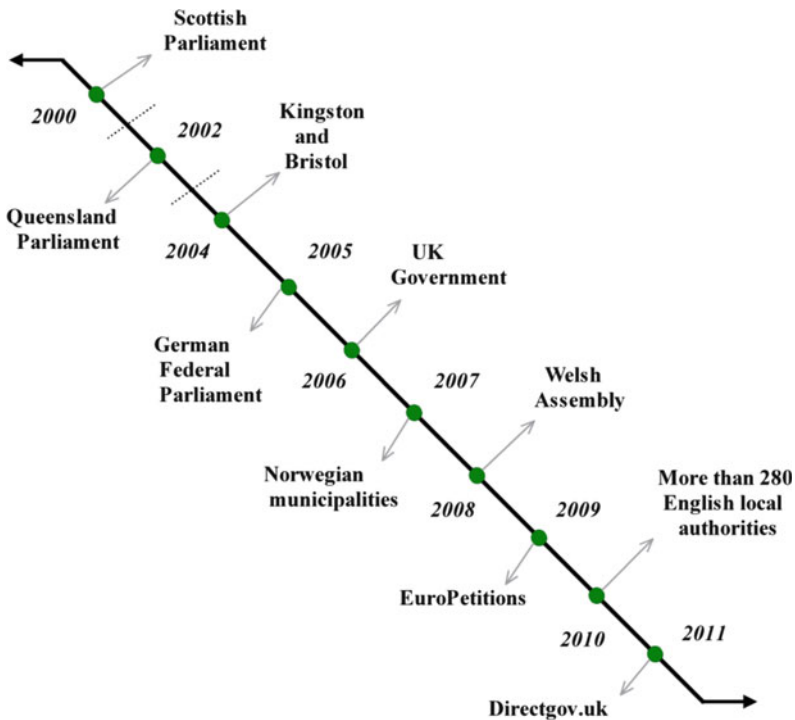 Scottish
Parliament
2000
2002
Queensland
Parliament
Kingston
and
Bristol
2004
2005
German
Federal
Parliament
UK
Government
2006
2007
Norwegian
municipalities
Welsh
Assembly
2008
2009
EuroPetitions
More than 280
English local
authorities
2010
2011
Directgov.uk